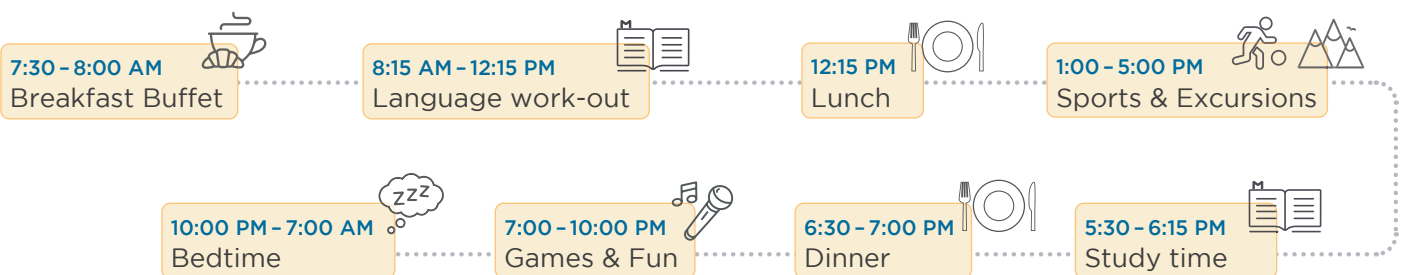 7:30 – 8:00 AM
Breakfast Buffet
8:15 AM – 12:15 PM
Language work-out
12:15 PM
Lunch
1:00 – 5:00 PM
Sports & Excursions
5:30 – 6:15 PM
Study time
6:30 – 7:00 PM
Dinner
7:00 – 10:00 PM
Games & Fun
zzz
10:00 PM – 7:00 AM
Bedtime